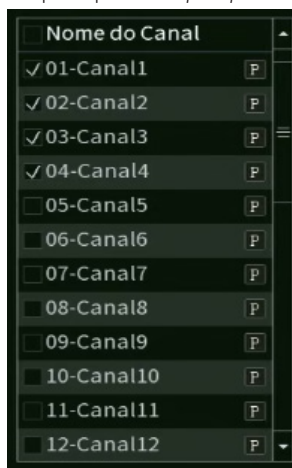 Nome do Canal
01-Canal1 P
02-Canal2 P
03-Canal3 P
04-Canal4 P
05-Canal5 P
06-Canal6 P
07-Canal7 P
08-Canal8 P
09-Canal9 P
10-Canal10 P
11-Canal11 P
12-Canal12 P